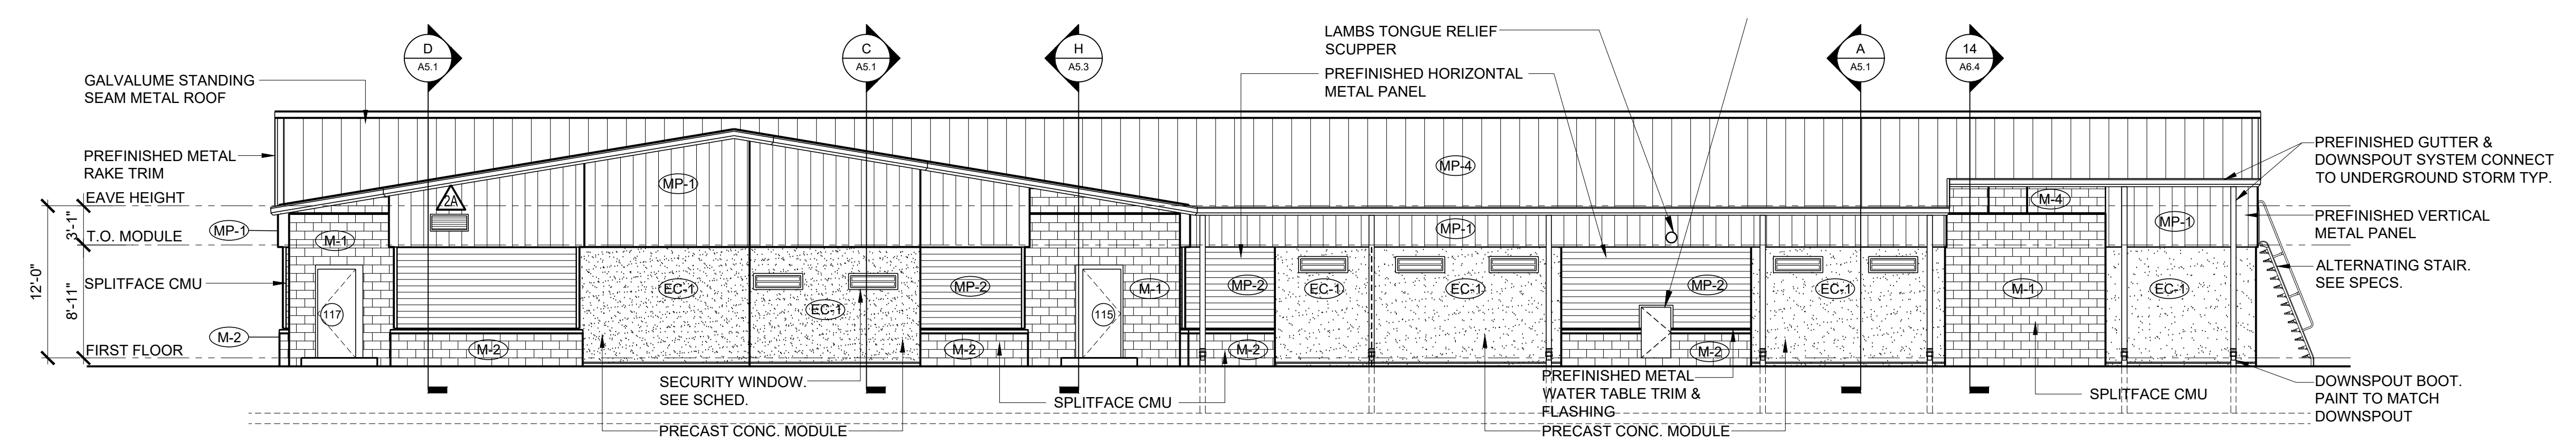 D
A5.1
C
A5.1
H
A5.3
A
A5.1
14
A6.4
LAMBS TONGUE RELIEF
SCUPPER
PREFINISHED HORIZONTAL
METAL PANEL
GALVALUME STANDING
SEAM METAL ROOF
PREFINISHED METAL
RAKE TRIM
EAVE HEIGHT
3'-1"
T.O. MODULE
12'-0"
8'-11"
SPLITFACE CMU
FIRST FLOOR
MP-1
M-2
M-1
117
2A
MP-1
M-2
EC-1
EC-1
MP-2
M-2
115
M-1
MP-4
MP-1
MP-2
M-2
EC-1
EC-1
MP-2
M-2
EC-1
M-4
M-1
MP-1
EC-1
PREFINISHED GUTTER &
DOWNSPOUT SYSTEM CONNECT
TO UNDERGROUND STORM TYP.
PREFINISHED VERTICAL
METAL PANEL
ALTERNATING STAIR.
SEE SPECS.
DOWNSPOUT BOOT.
PAINT TO MATCH
DOWNSPOUT
SECURITY WINDOW.
SEE SCHED.
PRECAST CONC. MODULE
SPLITFACE CMU
PREFINISHED METAL
WATER TABLE TRIM &
FLASHING
PRECAST CONC. MODULE
SPLITFACE CMU